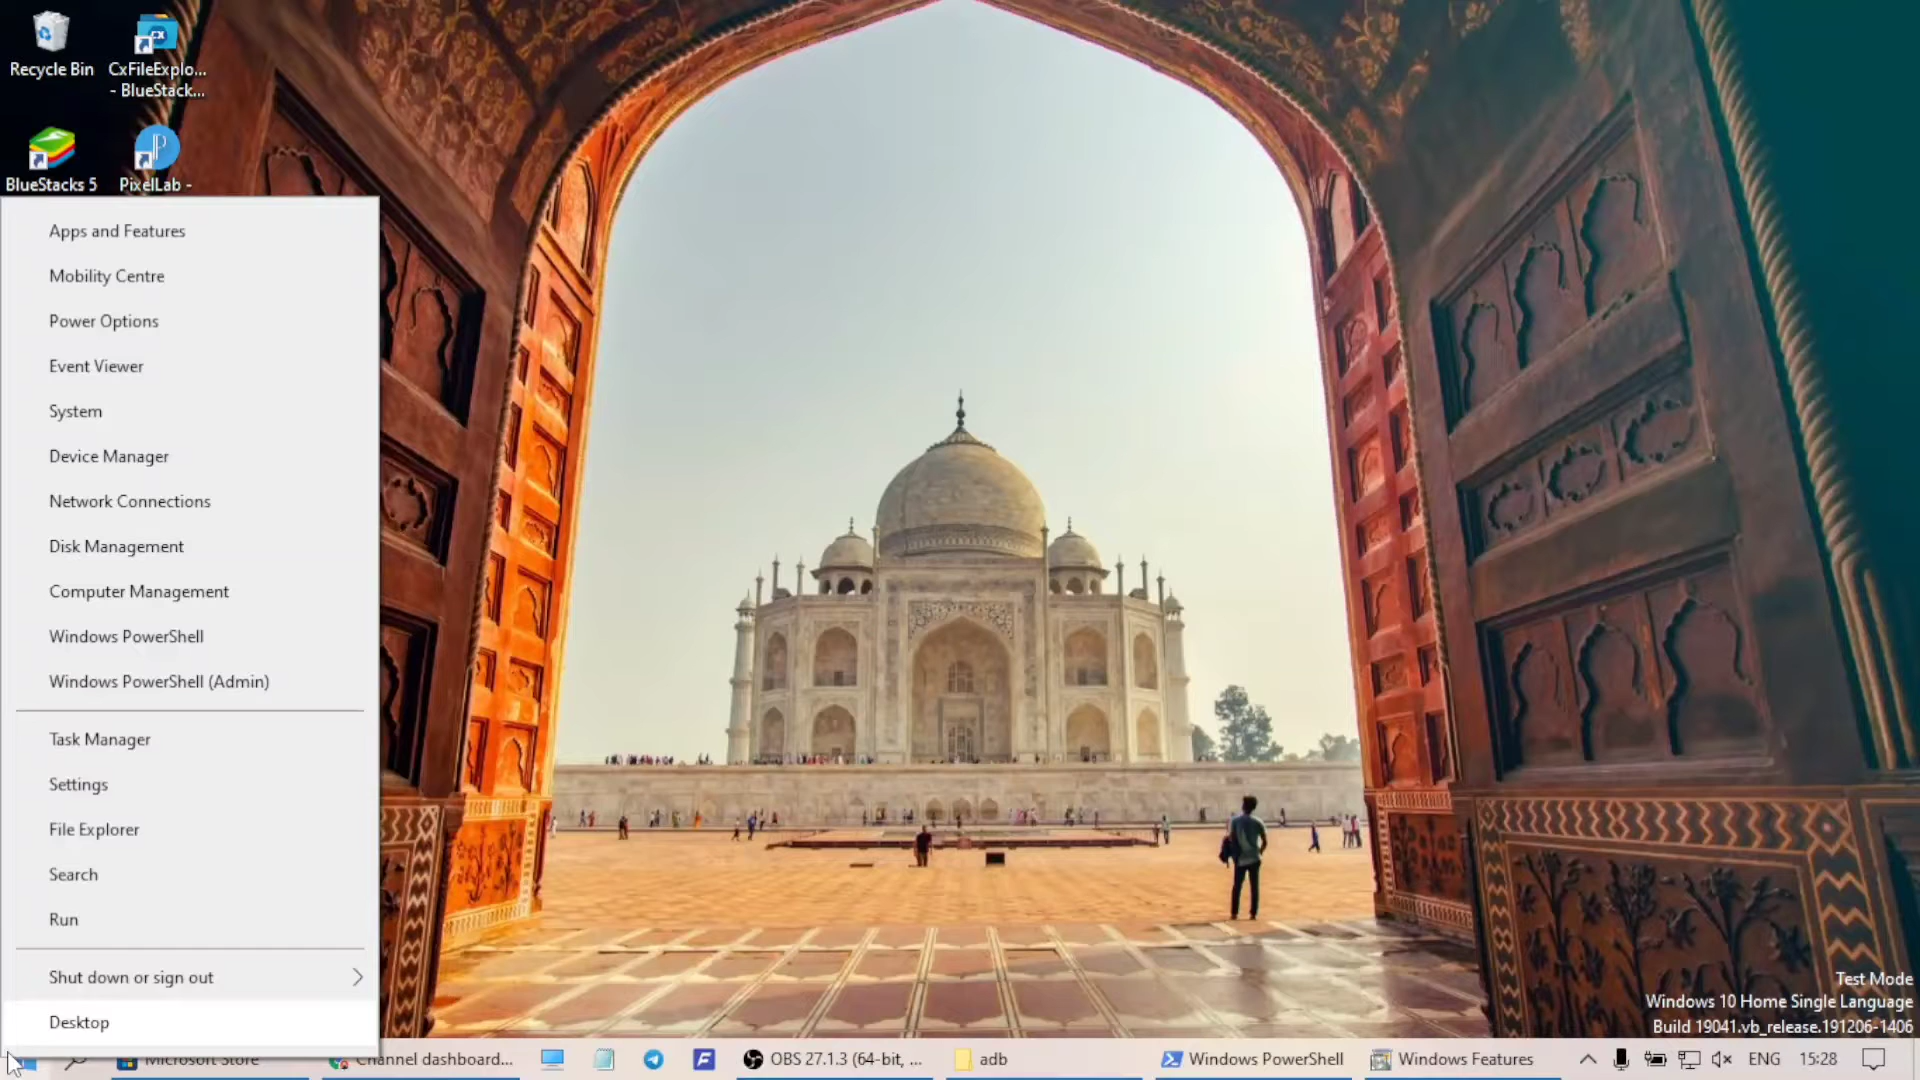 Recycle Bin
CxFileExplo...
- BlueStack...
BlueStacks 5
PixelLab -
Apps and Features
Mobility Centre
Power Options
Event Viewer
System
Device Manager
Network Connections
Disk Management
Computer Management
Windows PowerShell
Windows PowerShell (Admin)
Task Manager
Settings
File Explorer
Search
Run
Shut down or sign out
Desktop
Test Mode
Windows 10 Home Single Language
Build 19041.vb_release.191206-1406
Microsoft Store
Channel dashboard...
OBS 27.1.3 (64-bit, ...
adb
Windows PowerShell
Windows Features
ENG
15:28